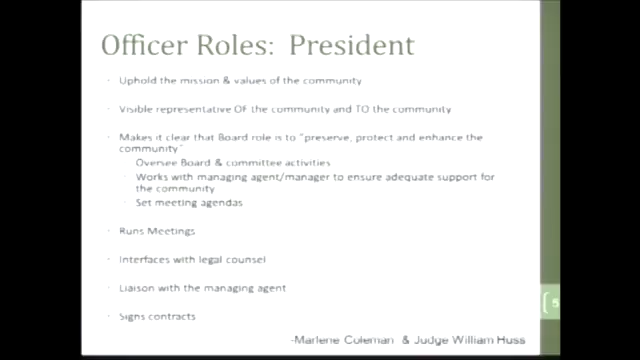 Officer Roles: President
Uphold the mission & values of the community
Visible representative OF the community and TO the community
Makes it clear that Board role is to "preserve, protect and enhance the
community"
Oversee Board & committee activities
Works with managing agent/manager to ensure adequate support for
the community
Set meeting agendas
Runs Meetings
Interfaces with legal counsel
Liaison with the managing agent
Signs contracts
-Marlene Coleman & Judge William Huss
5